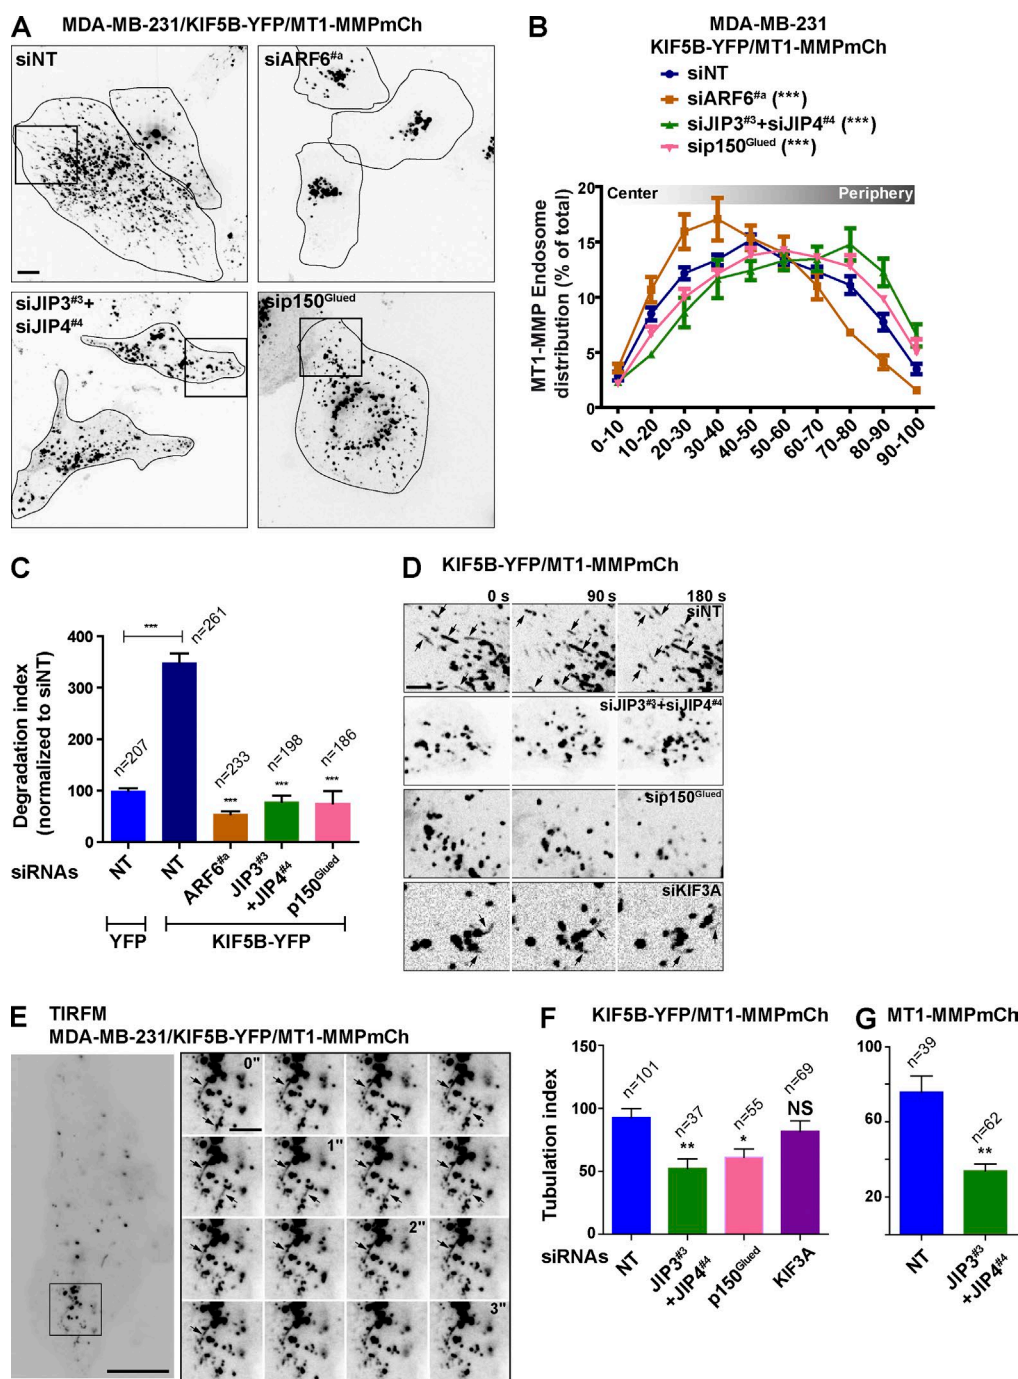 A
MDA-MB-231/KIF5B-YFP/MT1-MMPmCh
siNT
siARF6#a
siJIP3#3+
siJIP4#4
sip150Glued
B
MDA-MB-231
KIF5B-YFP/MT1-MMPmCh
siNT
siARF6#a (***)
siJIP3#3+siJIP4#4 (***)
sip150Glued (***)
Center
Periphery
MT1-MMP Endosome
distribution (% of total)
20
15
10
5
0
0-10
10-20
20-30
30-40
40-50
50-60
60-70
70-80
80-90
90-100
C
Degradation index
(normalized to siNT)
400
300
200
100
0
n=207
***
n=261
n=233
***
n=198
***
n=186
***
siRNAs
NT
NT
ARF6#a
JIP3#3
+JIP4#4
p150Glued
YFP
KIF5B-YFP
D
KIF5B-YFP/MT1-MMPmCh
0 s
90 s
180 s
siNT
siJIP3#3+siJIP4#4
sip150Glued
siKIF3A
E
TIRFM
MDA-MB-231/KIF5B-YFP/MT1-MMPmCh
0"
1"
2"
3"
F
KIF5B-YFP/MT1-MMPmCh
Tubulation index
150
100
50
0
n=101
n=37
**
n=55
*
n=69
NS
siRNAs
NT
JIP3#3
+JIP4#4
p150Glued
KIF3A
G
MT1-MMPmCh
100
60
20
n=39
n=62
**
NT
JIP3#3
+JIP4#4